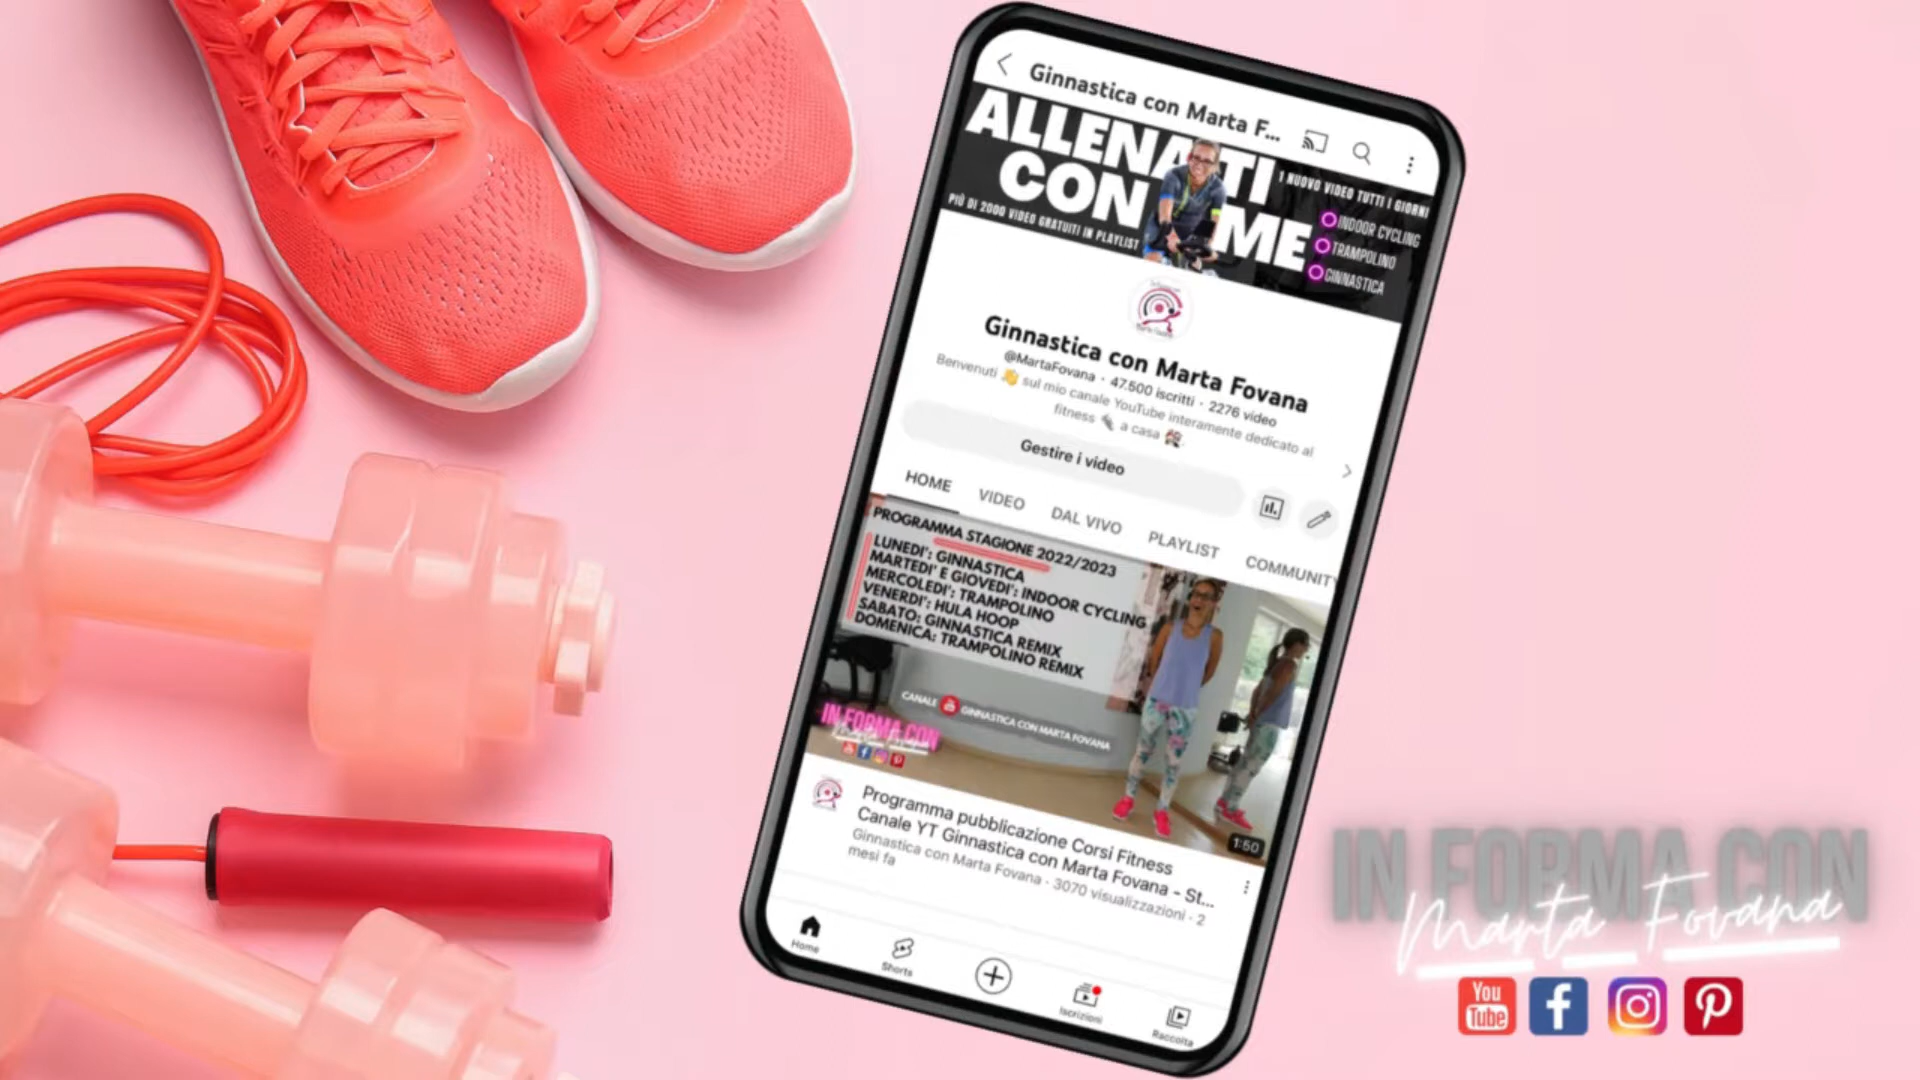 Ginnastica con Marta F...
ALLENATI
CON ME
PIÙ DI 2000 VIDEO GRATUITI IN PLAYLIST
1 NUOVO VIDEO TUTTI I GIORNI
INDOOR CYCLING
TRAMPOLINO
GINNASTICA
Ginnastica con Marta Fovana
@MartaFovana · 47.500 iscritti · 2276 video
Benvenuti 👋 sul mio canale YouTube interamente dedicato al
fitness a casa
Gestire i video
HOME VIDEO DAL VIVO PLAYLIST COMMUNITY
PROGRAMMA STAGIONE 2022/2023
LUNEDI': GINNASTICA
MARTEDI' E GIOVEDI': INDOOR CYCLING
MERCOLEDI': TRAMPOLINO
VENERDI': HULA HOOP
SABATO: GINNASTICA REMIX
DOMENICA: TRAMPOLINO REMIX
CANALE GINNASTICA CON MARTA FOVANA
IN FORMA CON
1:50
Programma pubblicazione Corsi Fitness
Canale YT Ginnastica con Marta Fovana - St...
Ginnastica con Marta Fovana · 3070 visualizzazioni · 2
mesi fa
Home Shorts Iscrizioni Raccolta
IN FORMA CON
Marta Fovana
You
Tube